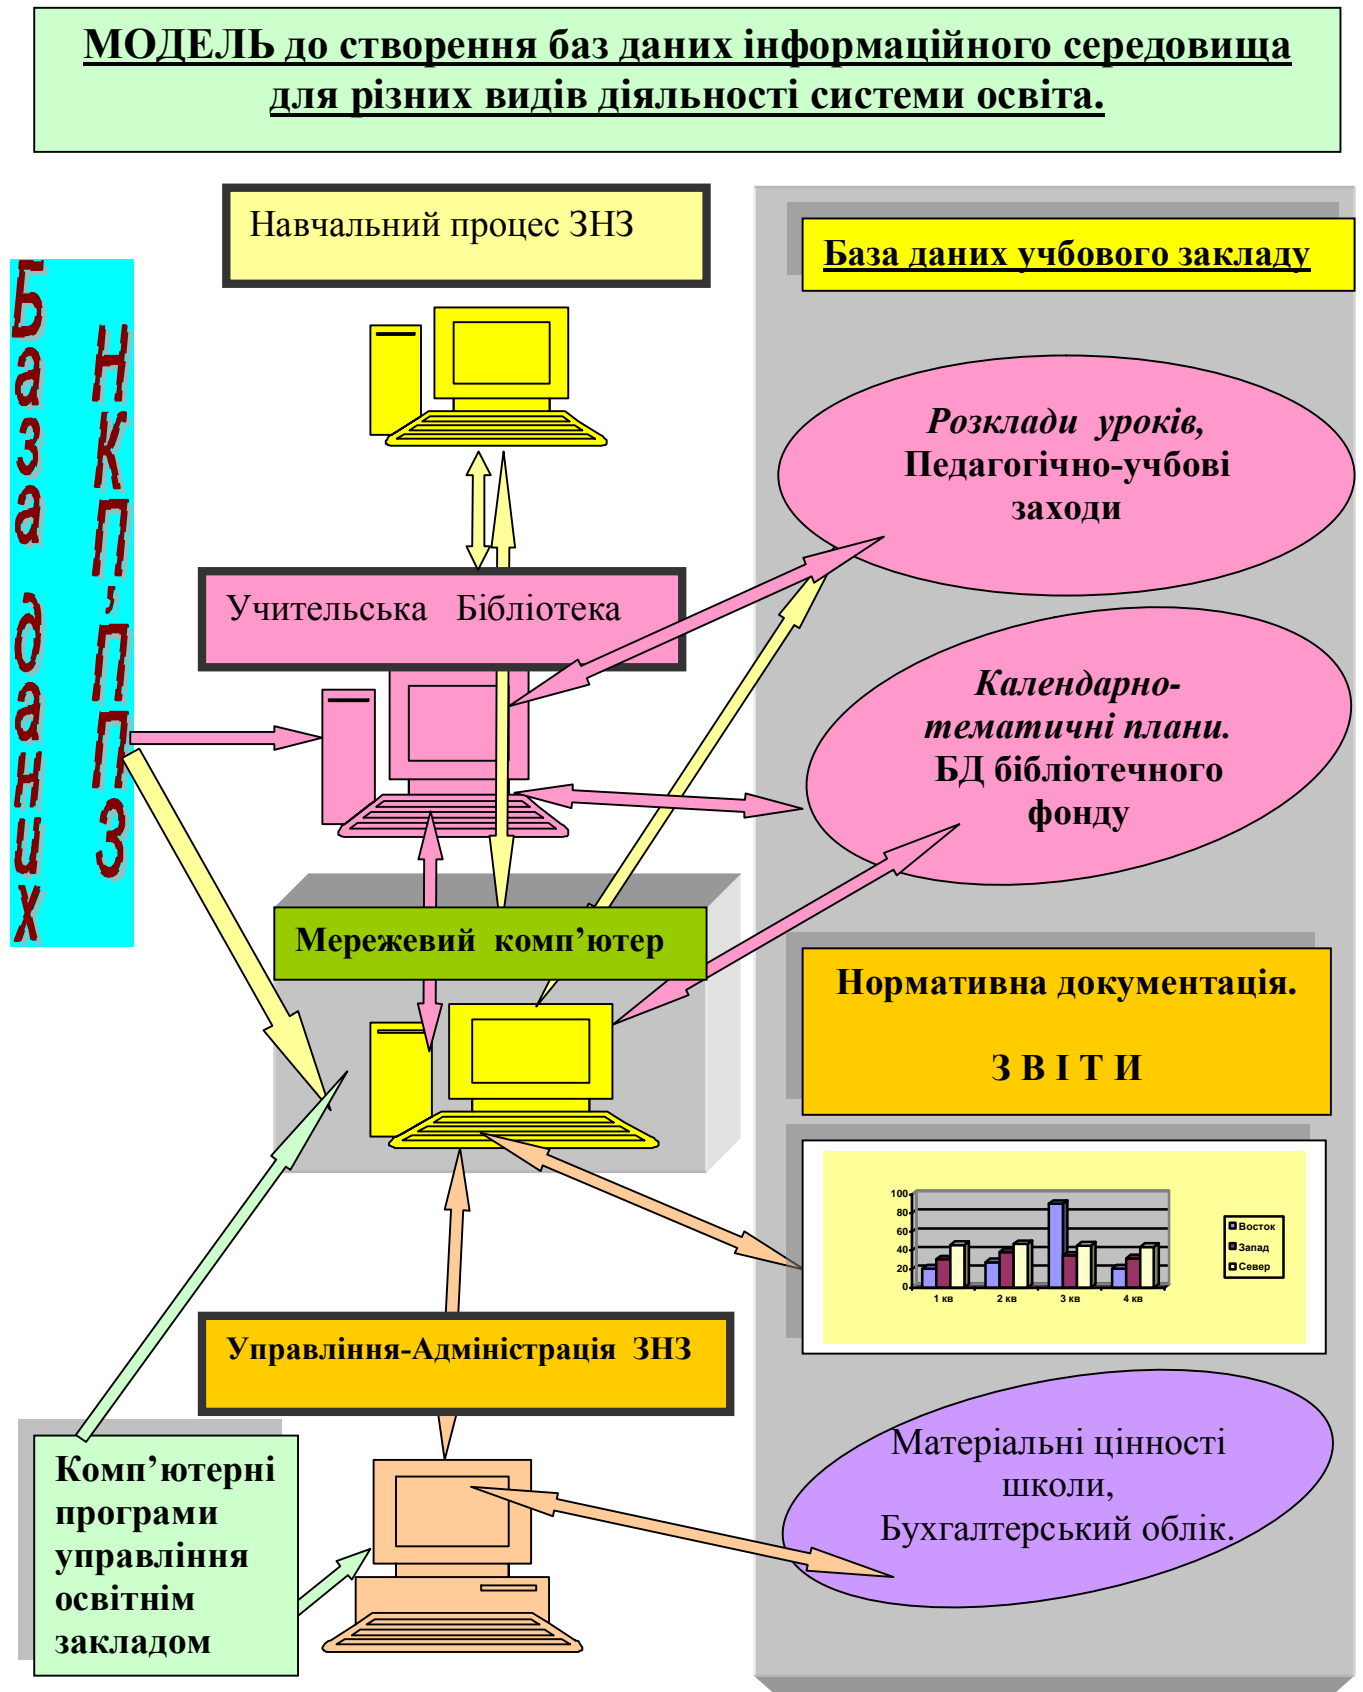 МОДЕЛЬ до створення баз даних інформаційного середовища
для різних видів діяльності системи освіта.
Навчальний процес ЗНЗ
База даних учбового закладу
База даних
НКП,ППЗ
Розклади уроків,
Педагогічно-учбові
заходи
Учительська Бібліотека
Календарно-
тематичні плани.
БД бібліотечного
фонду
Мережевий комп’ютер
Нормативна документація.
З В І Т И
100
80
60
40
20
0
1 кв 2 кв 3 кв 4 кв
Восток
Запад
Север
Управління-Адміністрація ЗНЗ
Комп’ютерні
програми
управління
освітнім
закладом
Матеріальні цінності
школи,
Бухгалтерський облік.